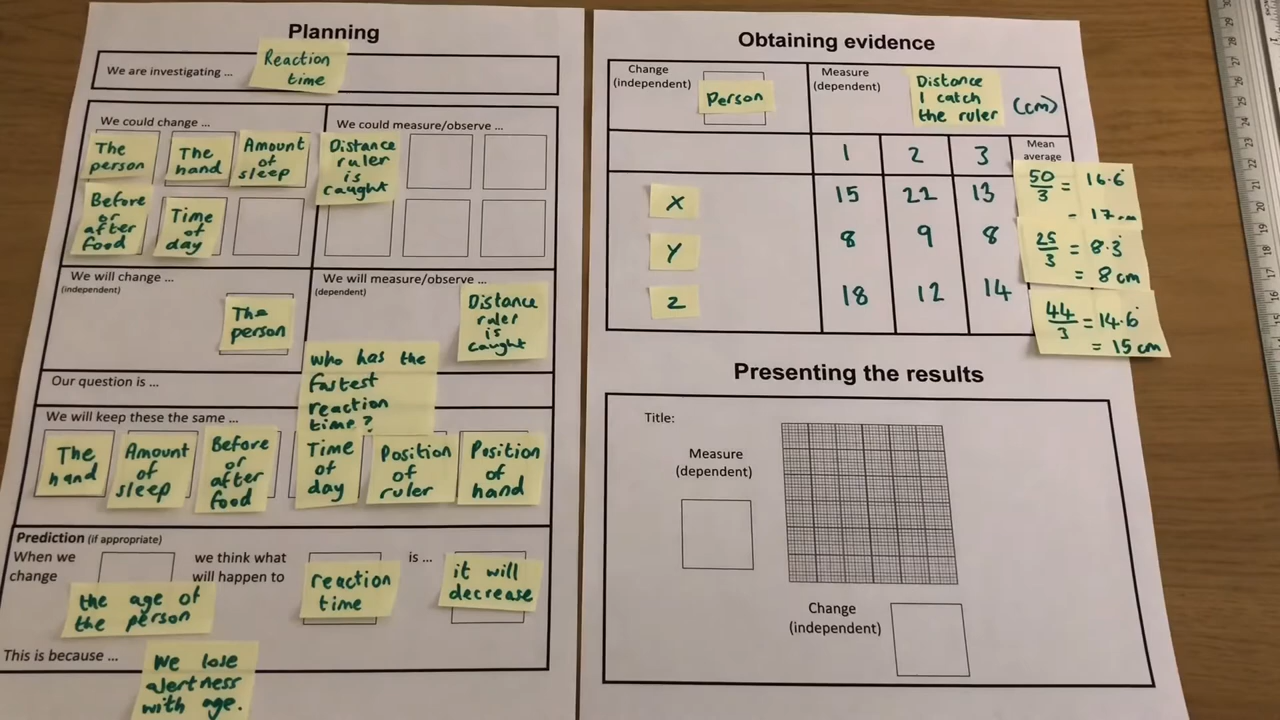 Planning
We are investigating ...
Reaction
time
We could change ...
The
person
The
hand
Amount
of
sleep
Before
or
after
food
Time
of
day
We could measure/observe ...
Distance
ruler
is
caught
We will change ...
(independent)
The
person
We will measure/observe ...
(dependent)
Distance
ruler
is
caught
Our question is ...
who has the
fastest
reaction
time?
We will keep these the same ...
The
hand
Amount
of
sleep
Before
or
after
food
Time
of
day
Position
of
ruler
Position
of
hand
Prediction (if appropriate)
When we
change
the age of
the person
we think what
will happen to
reaction
time
is ...
it will
decrease
This is because ...
We lose
alertness
with age.
Obtaining evidence
Change
(independent)
Person
Measure
(dependent)
Distance
I catch
the ruler
(cm)
1 2 3 Mean
average
X 15 22 13
50/3 = 16.6̇
= 17cm
Y 8 9 8
25/3 = 8.3̇
= 8cm
Z 18 12 14
44/3 = 14.6̇
= 15cm
Presenting the results
Title:
Measure
(dependent)
Change
(independent)